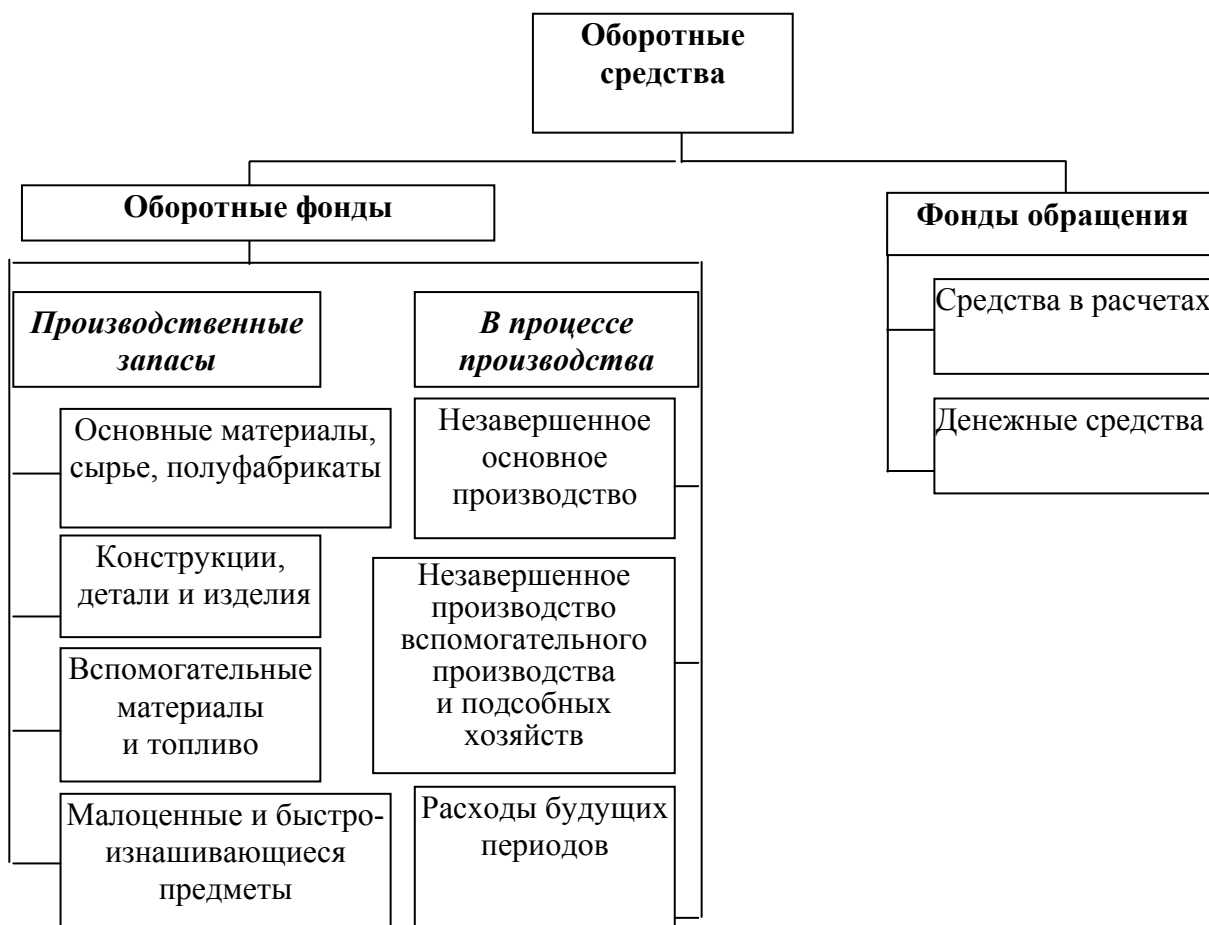 Оборотные
средства
Оборотные фонды
Фонды обращения
Производственные
запасы
В процессе
производства
Средства в расчетах
Денежные средства
Основные материалы,
сырье, полуфабрикаты
Конструкции,
детали и изделия
Вспомогательные
материалы
и топливо
Малоценные и быстро-
изнашивающиеся
предметы
Незавершенное
основное
производство
Незавершенное
производство
вспомогательного
производства
и подсобных
хозяйств
Расходы будущих
периодов